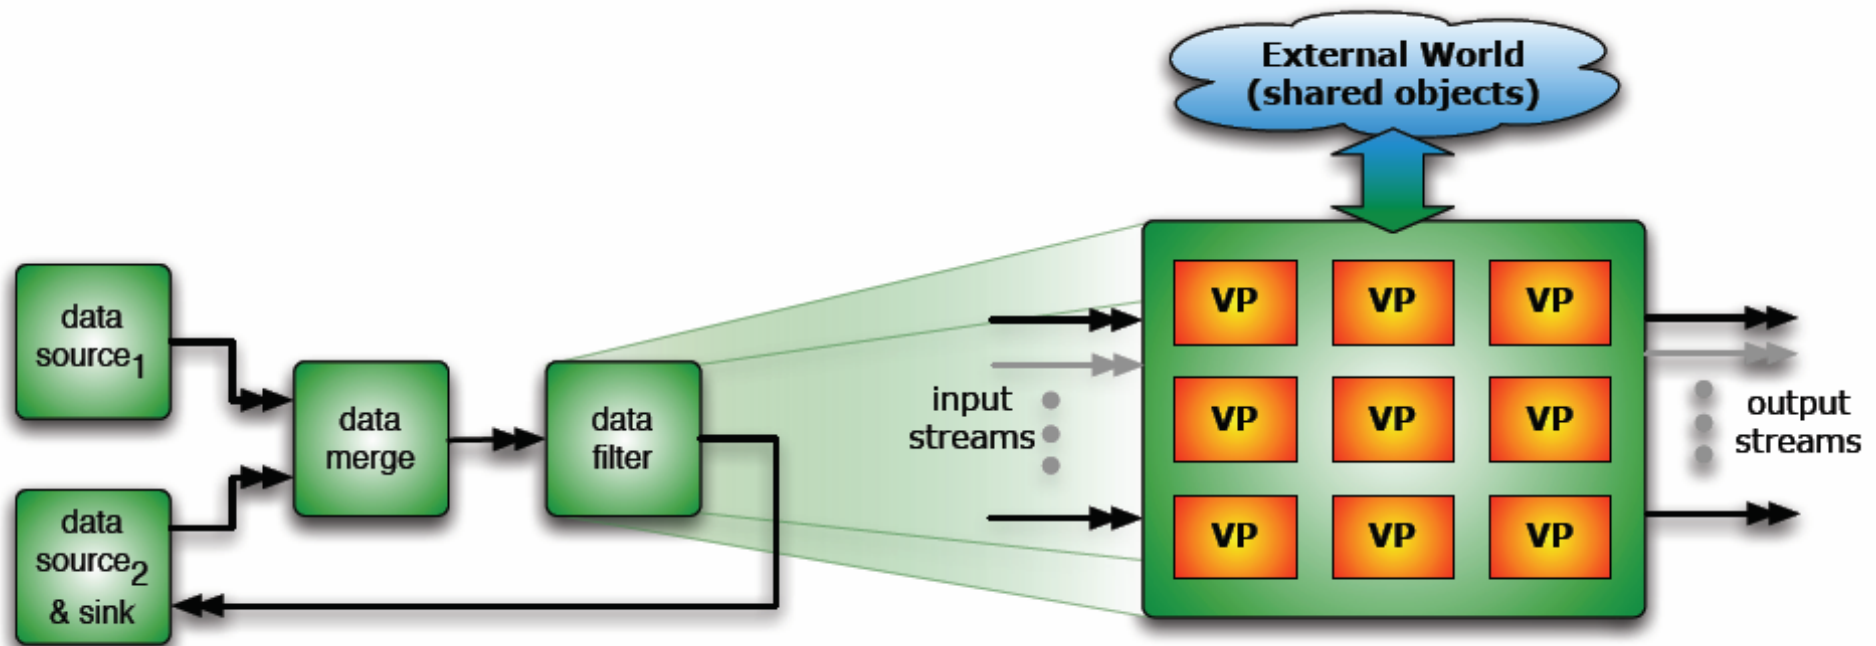 External World
(shared objects)
data
source1
data
source2
& sink
data
merge
data
filter
input
streams
VP VP VP
VP VP VP
VP VP VP
output
streams